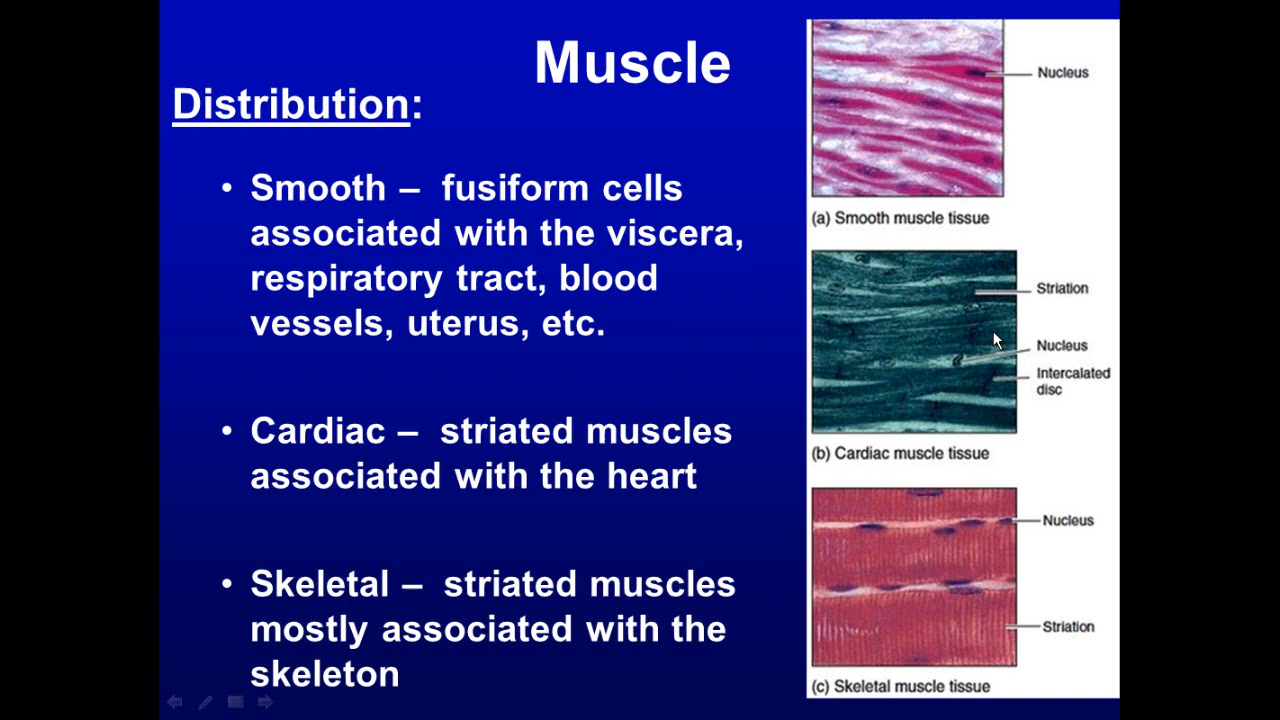 Muscle
Distribution:
• Smooth – fusiform cells
associated with the viscera,
respiratory tract, blood
vessels, uterus, etc.
• Cardiac – striated muscles
associated with the heart
• Skeletal – striated muscles
mostly associated with the
skeleton
Nucleus
(a) Smooth muscle tissue
Striation
Nucleus
Intercalated
disc
(b) Cardiac muscle tissue
Nucleus
Striation
(c) Skeletal muscle tissue